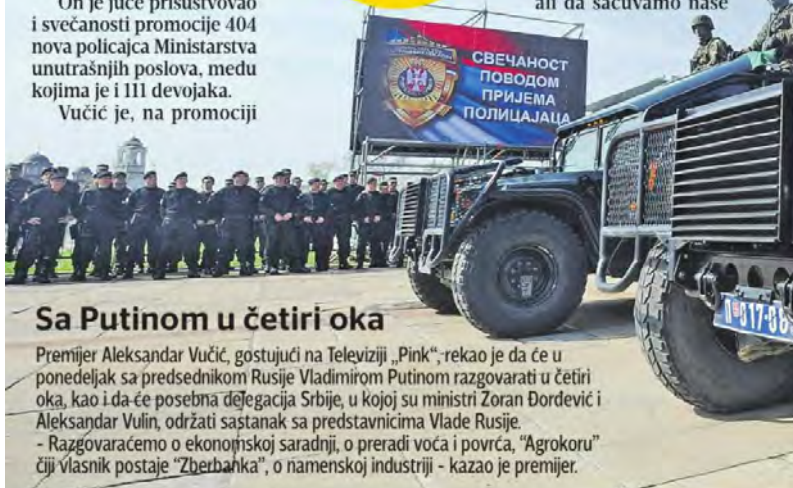 On je juče prisustvovao
i svečanosti promocije 404
nova policajca Ministarstva
unutrašnjih poslova, među
kojima je i 111 devojaka.
Vučić je, na promociji
ali da sačuvamo naše
СВЕЧАНОСТ
ПОВОДОМ
ПРИЈЕМА
ПОЛИЦАЈАЦА
Sa Putinom u četiri oka
Premijer Aleksandar Vučić, gostujući na Televiziji „Pink“, rekao je da će u
ponedeljak sa predsednikom Rusije Vladimirom Putinom razgovarati u četiri
oka, kao i da će posebna delegacija Srbije, u kojoj su ministri Zoran Đorđević i
Aleksandar Vulin, održati sastanak sa predstavnicima Vlade Rusije.
- Razgovaraćemo o ekonomskoj saradnji, o preradi voća i povrća, “Agrokoru”
čiji vlasnik postaje “Zberbanka”, o namenskoj industriji - kazao je premijer.